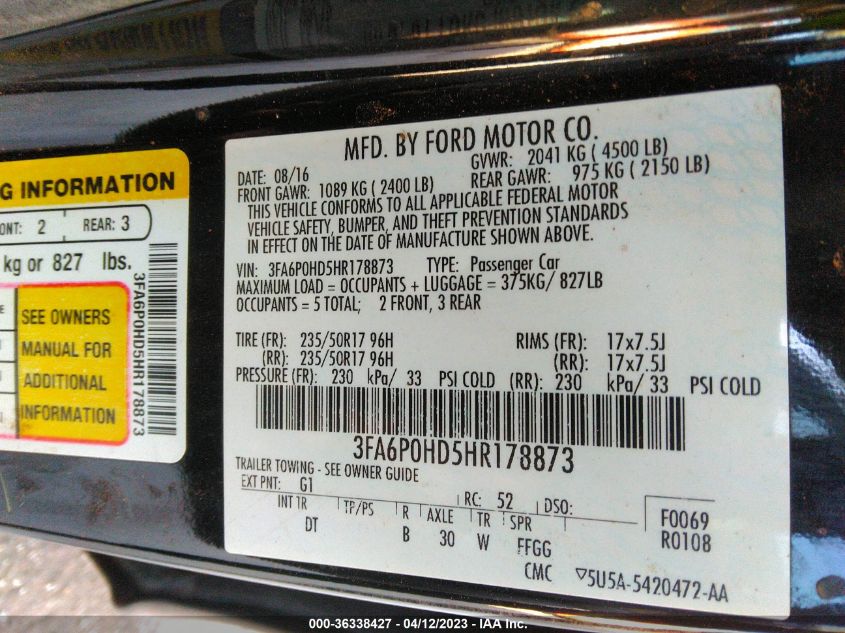 G INFORMATION
ONT: 2 REAR: 3
kg or 827 lbs.
SEE OWNERS
MANUAL FOR
ADDITIONAL
INFORMATION
3FA6P0HD5HR178873
MFD. BY FORD MOTOR CO.
DATE: 08/16 GVWR: 2041 KG ( 4500 LB)
FRONT GAWR: 1089 KG ( 2400 LB) REAR GAWR: 975 KG ( 2150 LB)
THIS VEHICLE CONFORMS TO ALL APPLICABLE FEDERAL MOTOR
VEHICLE SAFETY, BUMPER, AND THEFT PREVENTION STANDARDS
IN EFFECT ON THE DATE OF MANUFACTURE SHOWN ABOVE.
VIN: 3FA6P0HD5HR178873 TYPE: Passenger Car
MAXIMUM LOAD = OCCUPANTS + LUGGAGE = 375KG/ 827LB
OCCUPANTS = 5 TOTAL; 2 FRONT, 3 REAR
TIRE (FR): 235/50R17 96H RIMS (FR): 17x7.5J
(RR): 235/50R17 96H (RR): 17x7.5J
PRESSURE (FR): 230 kPa/ 33 PSI COLD (RR): 230 kPa/ 33 PSI COLD
3FA6P0HD5HR178873
TRAILER TOWING - SEE OWNER GUIDE
EXT PNT: G1 RC: 52 DSO:
INT TR TP/PS R AXLE TR SPR
DT B 30 W FFGG
F0069
R0108
CMC ▽5U5A-5420472-AA
000-36338427 - 04/12/2023 - IAA Inc.